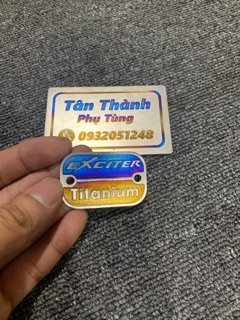 Tân Thành
Phụ Tùng
0932051248
EXCITER
Titanium